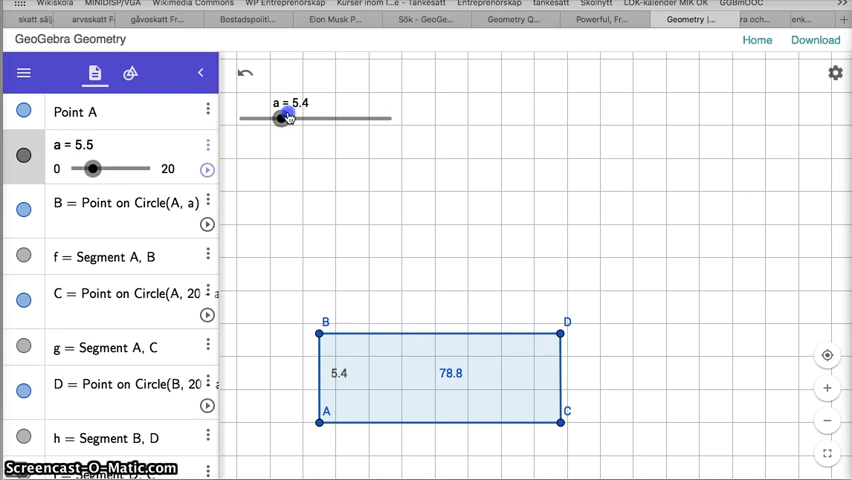 Wikiskola MINIDISP/VGA Wikimedia Commons WP Entreprenörskap Kurser inom I...e - Tankesätt Entreprenörskap tankesätt Skolnytt LOK-kalender MIK OK GGBmOOC
skatt sälj arvsskatt F gåvoskatt Fr... Bostadspoliti... Elon Musk P... Sök - GeoGe... Geometry Q... Powerful, Fr... Geometry |... ra och... enk...
GeoGebra Geometry Home Download
Point A
a = 5.5
0 20
B = Point on Circle(A, a)
f = Segment A, B
C = Point on Circle(A, 20 - a
g = Segment A, C
D = Point on Circle(B, 20 - a
h = Segment B, D
Segment D, C
a = 5.4
B D
5.4 78.8
A C
Screencast-O-Matic.com